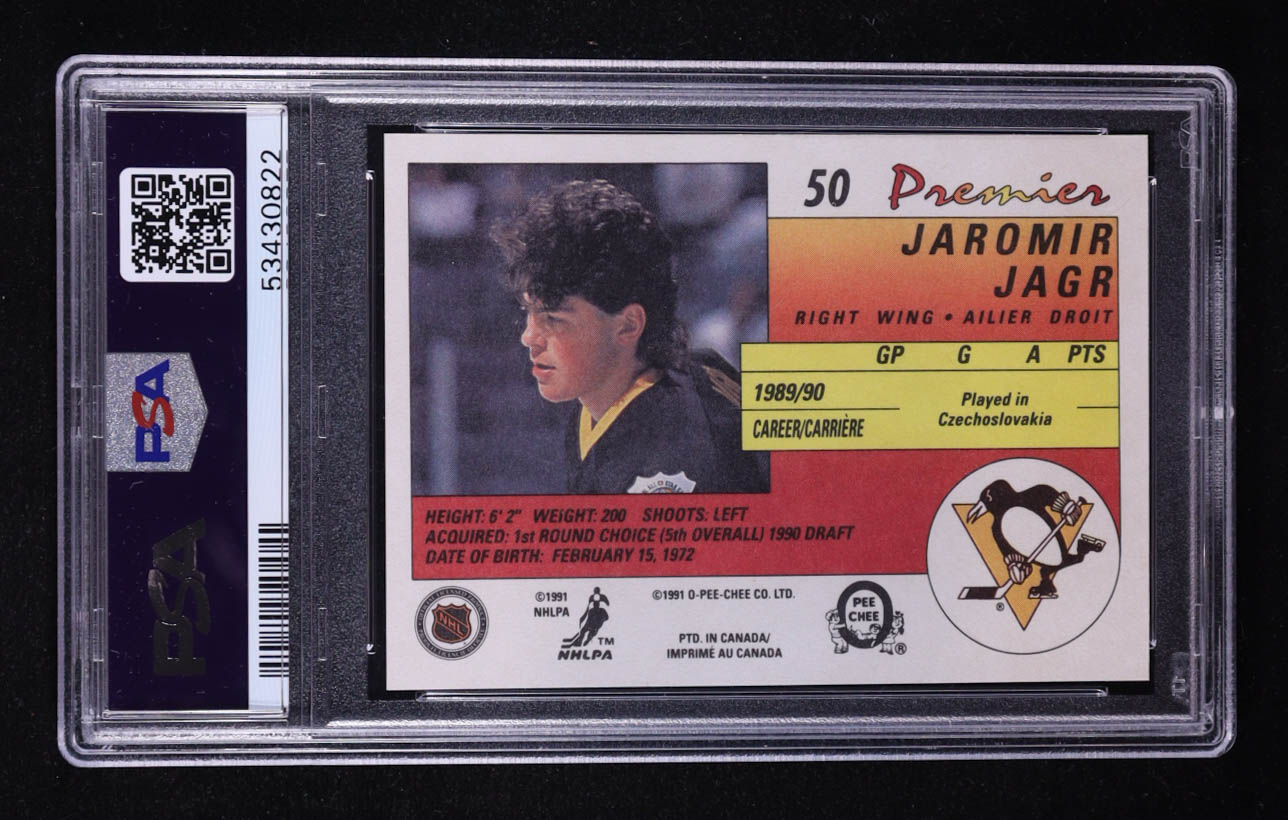 53430822
PSA
PSA
50 Premier
JAROMIR
JAGR
RIGHT WING • AILIER DROIT
GP G A PTS
1989/90
Played in
Czechoslovakia
CAREER/CARRIÈRE
HEIGHT: 6' 2" WEIGHT: 200 SHOOTS: LEFT
ACQUIRED: 1st ROUND CHOICE (5th OVERALL) 1990 DRAFT
DATE OF BIRTH: FEBRUARY 15, 1972
NHL
©1991
NHLPA
TM
NHLPA
©1991 O-PEE-CHEE CO. LTD.
PTD. IN CANADA/
IMPRIMÉ AU CANADA
O
PEE
CHEE
®
®